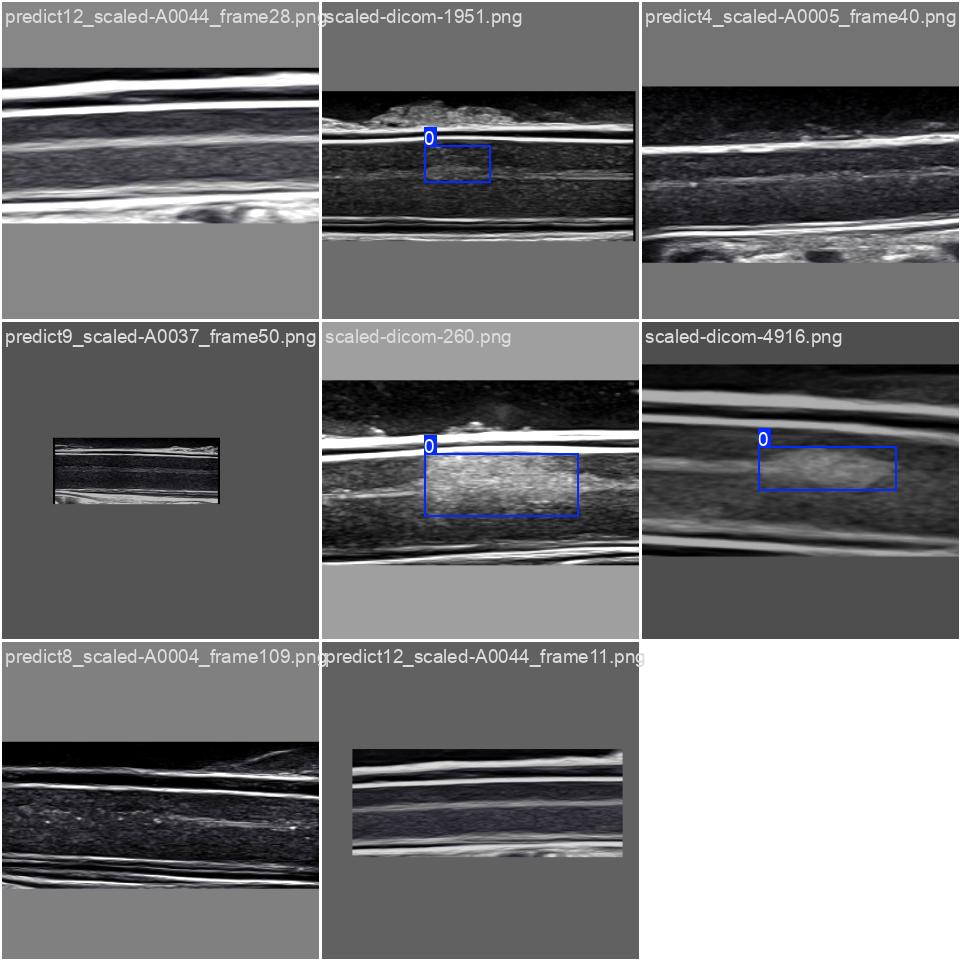 predict12_scaled-A0044_frame28.png
scaled-dicom-1951.png
predict4_scaled-A0005_frame40.png
0
predict9_scaled-A0037_frame50.png
scaled-dicom-260.png
scaled-dicom-4916.png
0
0
predict8_scaled-A0004_frame109.png
predict12_scaled-A0044_frame11.png